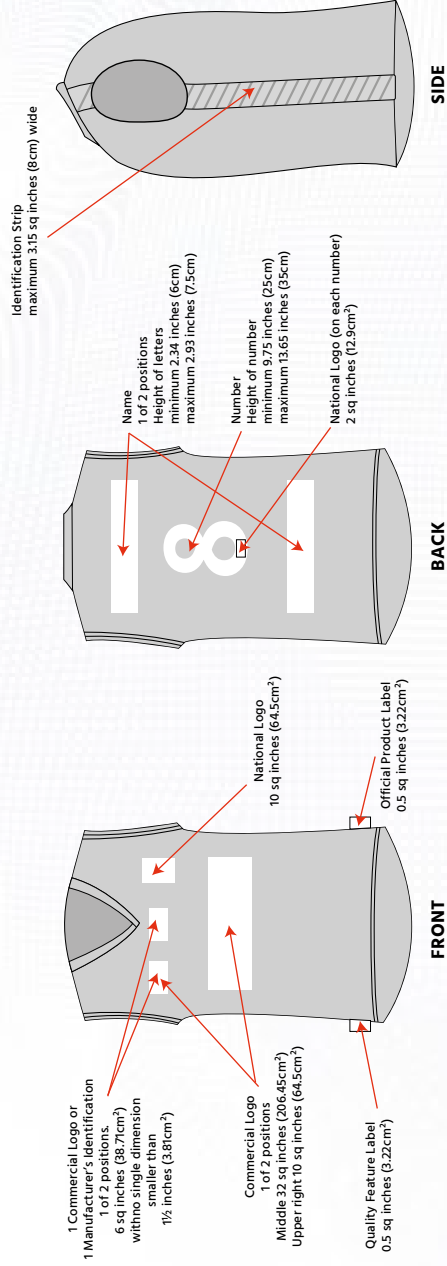 1 Commercial Logo or
1 Manufacturer's Identification
1 of 2 positions.
6 sq inches (38.71cm²)
withno single dimension
smaller than
1½ inches (3.81cm²)
Commercial Logo
1 of 2 positions
Middle 32 sq inches (206.45cm²)
Upper right 10 sq inches (64.5cm²)
Quality Feature Label
0.5 sq inches (3.22cm²)
National Logo
10 sq inches (64.5cm²)
Official Product Label
0.5 sq inches (3.22cm²)
FRONT
Name
1 of 2 positions
Height of letters
minimum 2.34 inches (6cm)
maximum 2.93 inches (7.5cm)
Number
Height of number
minimum 9.75 inches (25cm)
maximum 13.65 inches (35cm)
National Logo (on each number)
2 sq inches (12.9cm²)
8
BACK
Identification Strip
maximum 3.15 sq inches (8cm) wide
SIDE